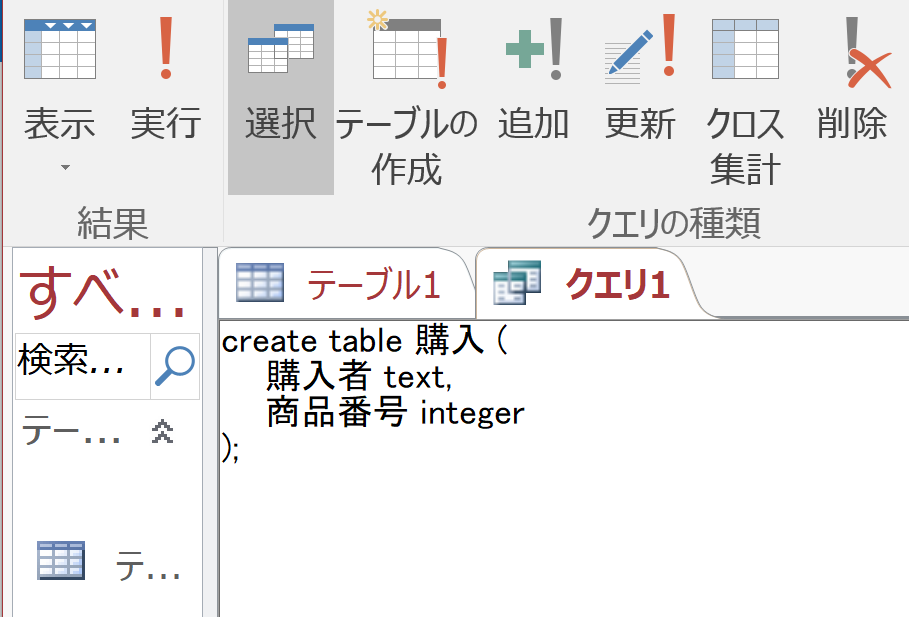 表示
実行
選択
テーブルの
作成
追加
更新
クロス
集計
削除
結果
クエリの種類
すべ...
検索...
テー...
テ...
テーブル1
クエリ1
create table 購入 (
購入者 text,
商品番号 integer
);